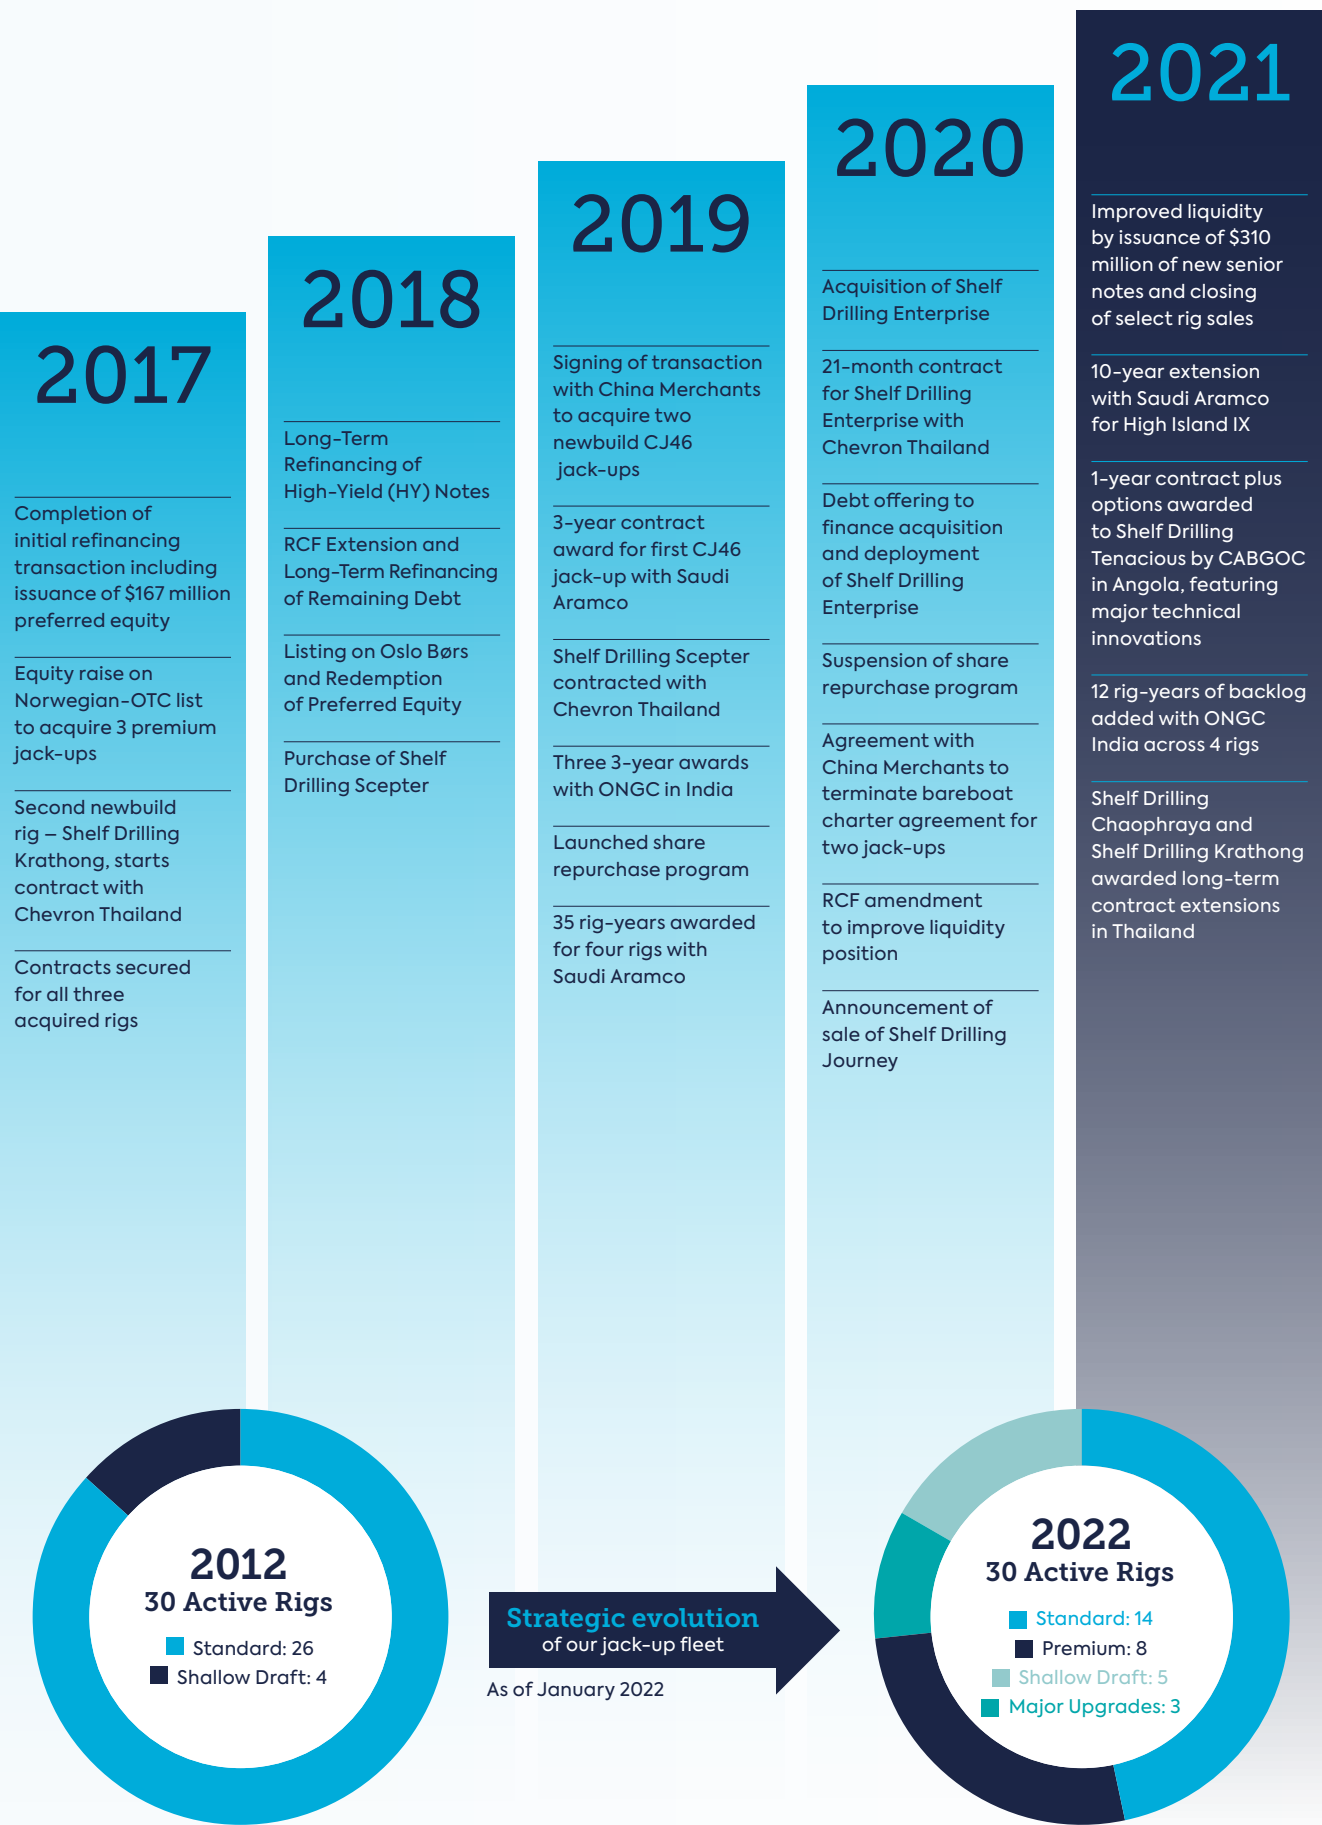 2017
Completion of
initial refinancing
transaction including
issuance of $167 million
preferred equity
Equity raise on
Norwegian-OTC list
to acquire 3 premium
jack-ups
Second newbuild
rig – Shelf Drilling
Krathong, starts
contract with
Chevron Thailand
Contracts secured
for all three
acquired rigs
2018
Long-Term
Refinancing of
High-Yield (HY) Notes
RCF Extension and
Long-Term Refinancing
of Remaining Debt
Listing on Oslo Børs
and Redemption
of Preferred Equity
Purchase of Shelf
Drilling Scepter
2019
Signing of transaction
with China Merchants
to acquire two
newbuild CJ46
jack-ups
3-year contract
award for first CJ46
jack-up with Saudi
Aramco
Shelf Drilling Scepter
contracted with
Chevron Thailand
Three 3-year awards
with ONGC in India
Launched share
repurchase program
35 rig-years awarded
for four rigs with
Saudi Aramco
2020
Acquisition of Shelf
Drilling Enterprise
21-month contract
for Shelf Drilling
Enterprise with
Chevron Thailand
Debt offering to
finance acquisition
and deployment
of Shelf Drilling
Enterprise
Suspension of share
repurchase program
Agreement with
China Merchants to
terminate bareboat
charter agreement for
two jack-ups
RCF amendment
to improve liquidity
position
Announcement of
sale of Shelf Drilling
Journey
2021
Improved liquidity
by issuance of $310
million of new senior
notes and closing
of select rig sales
10-year extension
with Saudi Aramco
for High Island IX
1-year contract plus
options awarded
to Shelf Drilling
Tenacious by CABGOC
in Angola, featuring
major technical
innovations
12 rig-years of backlog
added with ONGC
India across 4 rigs
Shelf Drilling
Chaophraya and
Shelf Drilling Krathong
awarded long-term
contract extensions
in Thailand
2012
30 Active Rigs
Standard: 26
Shallow Draft: 4
Strategic evolution
of our jack-up fleet
As of January 2022
2022
30 Active Rigs
Standard: 14
Premium: 8
Shallow Draft: 5
Major Upgrades: 3